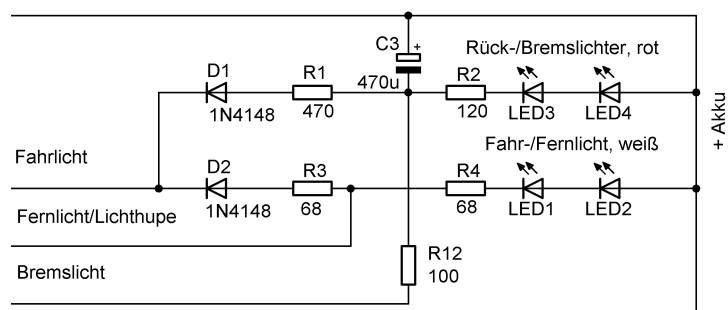 C3
+
470u
Rück-/Bremslichter, rot
D1
R1
R2
1N4148
470
120
LED3
LED4
+ Akku
Fahr-/Fernlicht, weiß
Fahrlicht
D2
R3
R4
1N4148
68
68
LED1
LED2
Fernlicht/Lichthupe
R12
100
Bremslicht